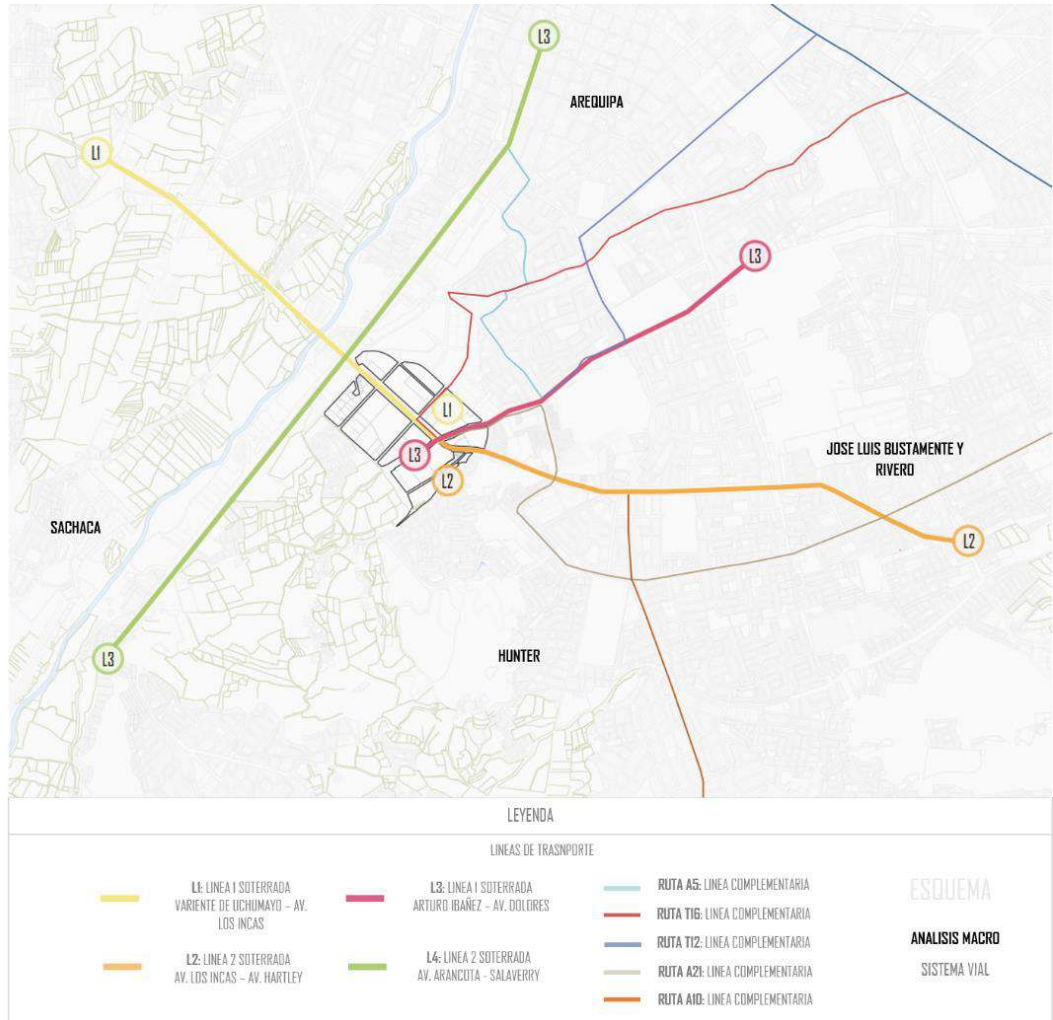 L3
AREQUIPA
L1
L3
L1
L3
L2
JOSE LUIS BUSTAMENTE Y
RIVERO
SACHACA
L2
L3
HUNTER
LEYENDA
LINEAS DE TRASNPORTE
L1: LINEA 1 SOTERRADA
VARIENTE DE UCHUMAYO – AV.
LOS INCAS
L2: LINEA 2 SOTERRADA
AV. LOS INCAS – AV. HARTLEY
L3: LINEA 1 SOTERRADA
ARTURO IBAÑEZ – AV. DOLORES
L4: LINEA 2 SOTERRADA
AV. ARANCOTA - SALAVERRY
RUTA A5: LINEA COMPLEMENTARIA
RUTA T16: LINEA COMPLEMENTARIA
RUTA T12: LINEA COMPLEMENTARIA
RUTA A21: LINEA COMPLEMENTARIA
RUTA A10: LINEA COMPLEMENTARIA
ESQUEMA
ANALISIS MACRO
SISTEMA VIAL